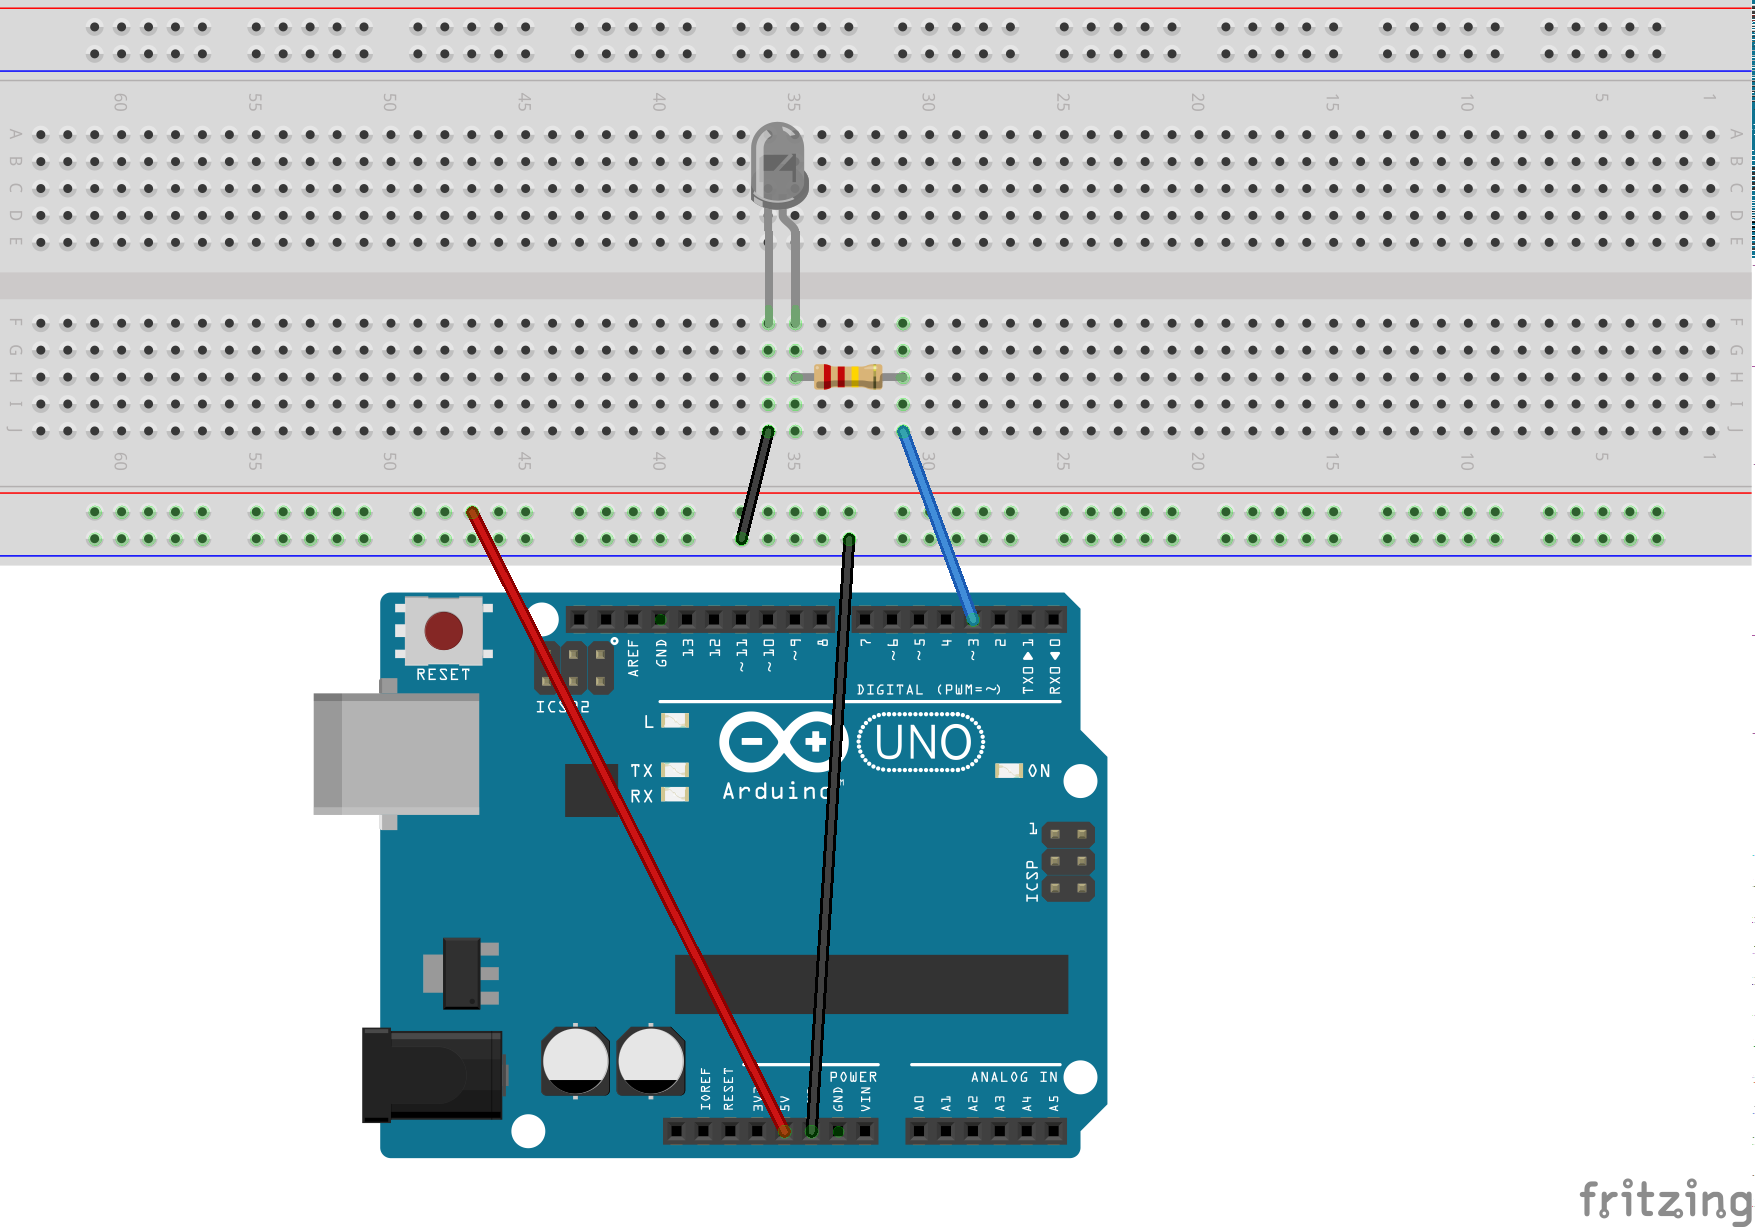 60 55 50 45 40 35 30 25 20 15 10 5 1
A A
B B
C C
D D
E E
F F
G G
H H
I I
J J
60 55 50 45 40 35 30 25 20 15 10 5 1
RESET
AREF GND 13 12 ~11 ~10 ~9 8 7 ~6 ~5 4 ~3 2 TX0▶1 RX0◀0
DIGITAL (PWM=~)
L
UNO
TX
RX
ON
Arduino
1
ICSP
POWER
ANALOG IN
IOREF RESET 5V GND VIN A0 A1 A2 A3 A4 A5
fritzing